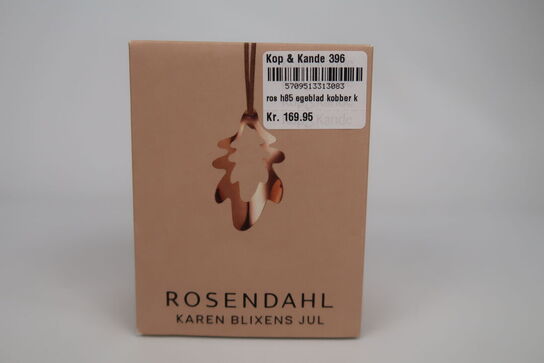 Kop & Kande 396
5709513313083
ros h85 egeblad kobber k
Kr. 169.95
ROSENDAHL
KAREN BLIXENS JUL